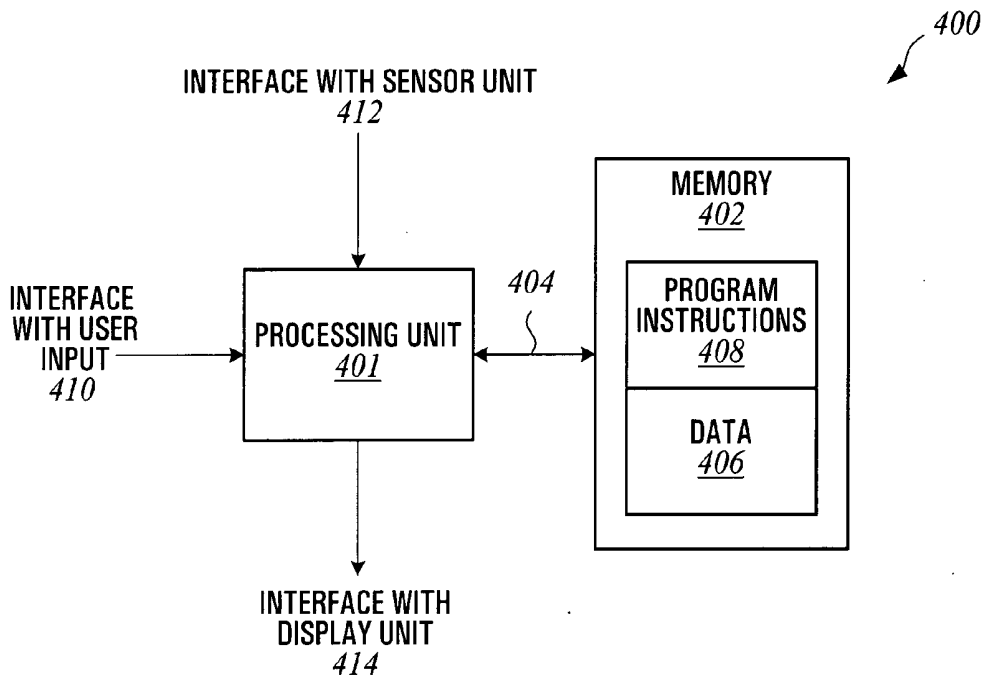 400
INTERFACE WITH SENSOR UNIT
412
MEMORY
402
404
PROGRAM
INSTRUCTIONS
408
INTERFACE
WITH USER
INPUT
410
PROCESSING UNIT
401
DATA
406
INTERFACE WITH
DISPLAY UNIT
414